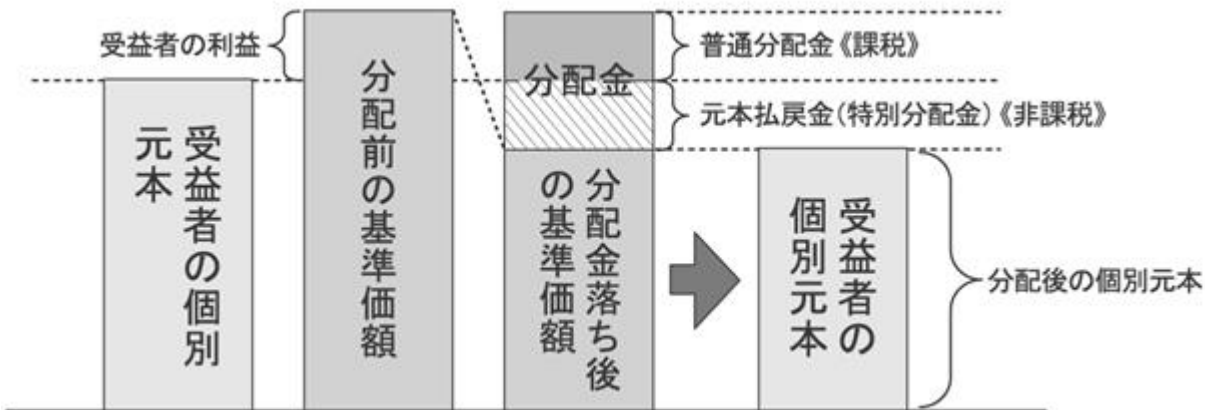 受益者の利益
受益者の個別
元本
分配前の基準価額
分配金
分配金落ち後
の基準価額
普通分配金《課税》
元本払戻金(特別分配金)《非課税》
受益者の
個別元本
分配後の個別元本